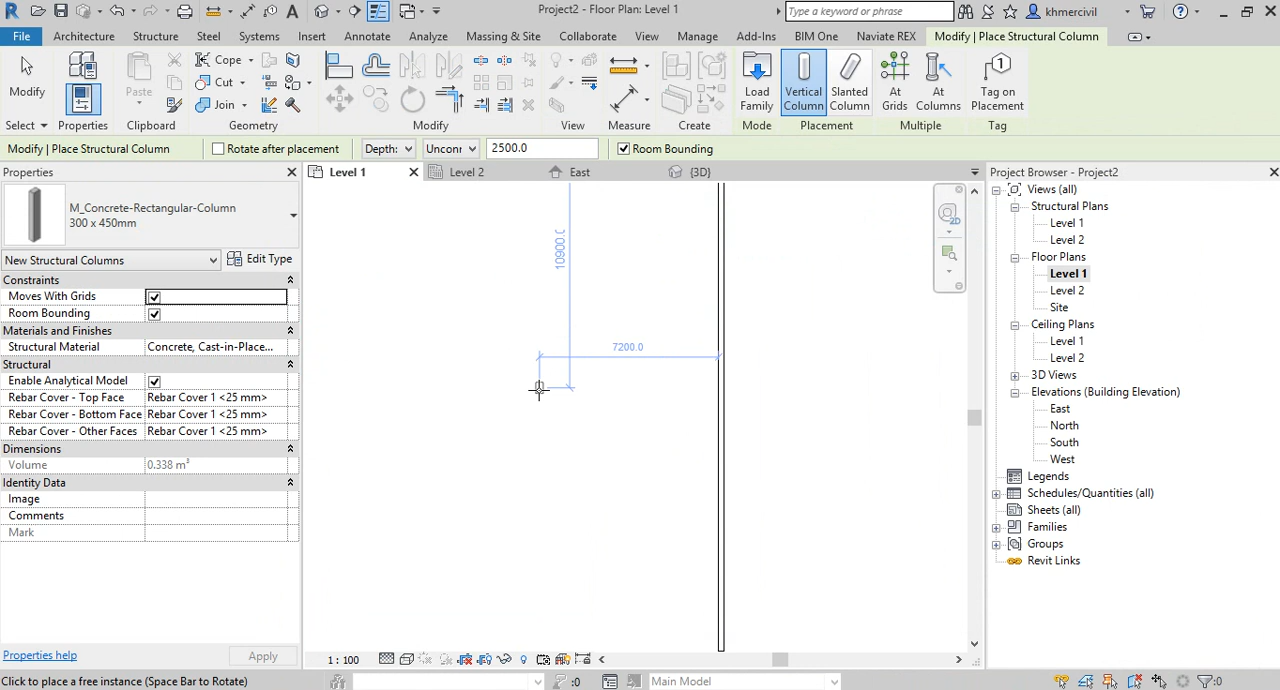 Project2 - Floor Plan: Level 1
Type a keyword or phrase
khmercivil
File
Architecture
Structure
Steel
Systems
Insert
Annotate
Analyze
Massing & Site
Collaborate
View
Manage
Add-Ins
BIM One
Naviate REX
Modify | Place Structural Column
Modify
Select
Properties
Paste
Clipboard
Cope
Cut
Join
Geometry
Modify
View
Measure
Create
Load Family
Mode
Vertical Column
Slanted Column
Placement
At Grids
At Columns
Multiple
Tag on Placement
Tag
Modify | Place Structural Column
Rotate after placement
Depth:
Uncon
2500.0
Room Bounding
Properties
M_Concrete-Rectangular-Column
300 x 450mm
New Structural Columns
Edit Type
Constraints
Moves With Grids
Room Bounding
Materials and Finishes
Structural Material Concrete, Cast-in-Place...
Structural
Enable Analytical Model
Rebar Cover - Top Face Rebar Cover 1 <25 mm>
Rebar Cover - Bottom Face Rebar Cover 1 <25 mm>
Rebar Cover - Other Faces Rebar Cover 1 <25 mm>
Dimensions
Volume 0.338 m³
Identity Data
Image
Comments
Mark
Properties help
Apply
Level 1
Level 2
East
{3D}
10900.0
7200.0
2D
1 : 100
Project Browser - Project2
Views (all)
Structural Plans
Level 1
Level 2
Floor Plans
Level 1
Level 2
Site
Ceiling Plans
Level 1
Level 2
3D Views
Elevations (Building Elevation)
East
North
South
West
Legends
Schedules/Quantities (all)
Sheets (all)
Families
Groups
Revit Links
Click to place a free instance (Space Bar to Rotate)
:0
Main Model
:0